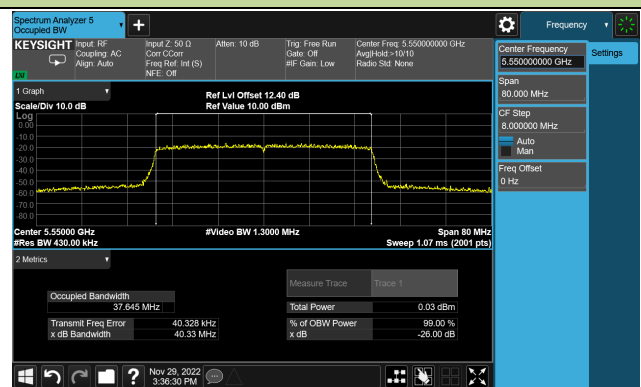 Spectrum Analyzer 5
Occupied BW
Frequency
KEYSIGHT
Input: RF
Coupling: AC
Align: Auto
Input Z: 50 Ω
Corr CCorr
Freq Ref: Int (S)
NFE: Off
Atten: 10 dB
Trig: Free Run
Gate: Off
#IF Gain: Low
Center Freq: 5.550000000 GHz
Avg|Hold:>10/10
Radio Std: None
LXI
Center Frequency
5.550000000 GHz
Settings
Span
80.000 MHz
CF Step
8.000000 MHz
Auto
Man
Freq Offset
0 Hz
1 Graph
Scale/Div 10.0 dB
Ref Lvl Offset 12.40 dB
Ref Value 10.00 dBm
Log
0.00
-10.0
-20.0
-30.0
-40.0
-50.0
-60.0
-70.0
-80.0
Center 5.55000 GHz
#Res BW 430.00 kHz
#Video BW 1.3000 MHz
Span 80 MHz
Sweep 1.07 ms (2001 pts)
2 Metrics
Measure Trace
Trace 1
Occupied Bandwidth
37.645 MHz
Total Power
0.03 dBm
Transmit Freq Error
40.328 kHz
% of OBW Power
99.00 %
x dB Bandwidth
40.33 MHz
x dB
-26.00 dB
Nov 29, 2022
3:36:30 PM